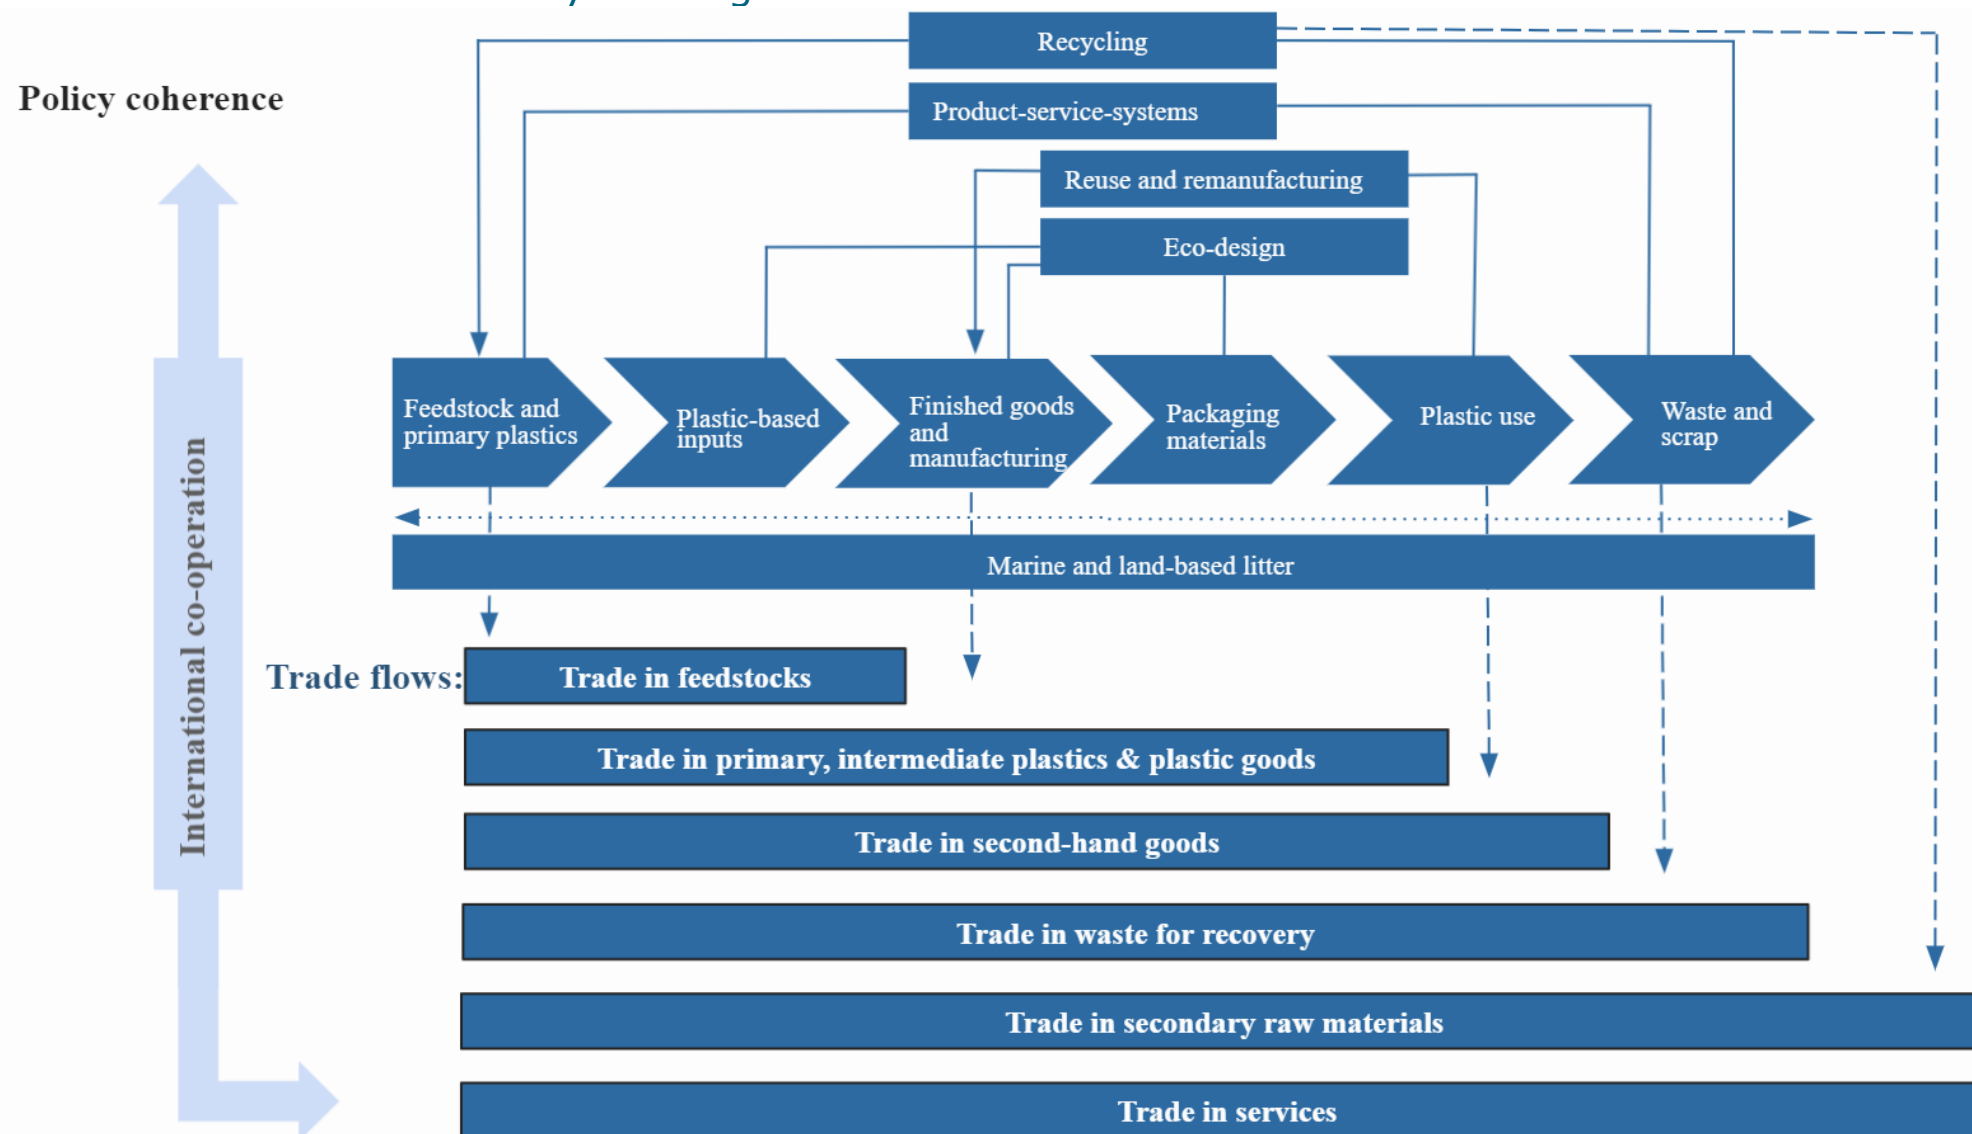 Recycling
Policy coherence
Product-service-systems
Reuse and remanufacturing
Eco-design
Feedstock and
primary plastics
Plastic-based
inputs
Finished goods
and
manufacturing
Packaging
materials
Plastic use
Waste and
scrap
Marine and land-based litter
International co-operation
Trade flows:
Trade in feedstocks
Trade in primary, intermediate plastics & plastic goods
Trade in second-hand goods
Trade in waste for recovery
Trade in secondary raw materials
Trade in services